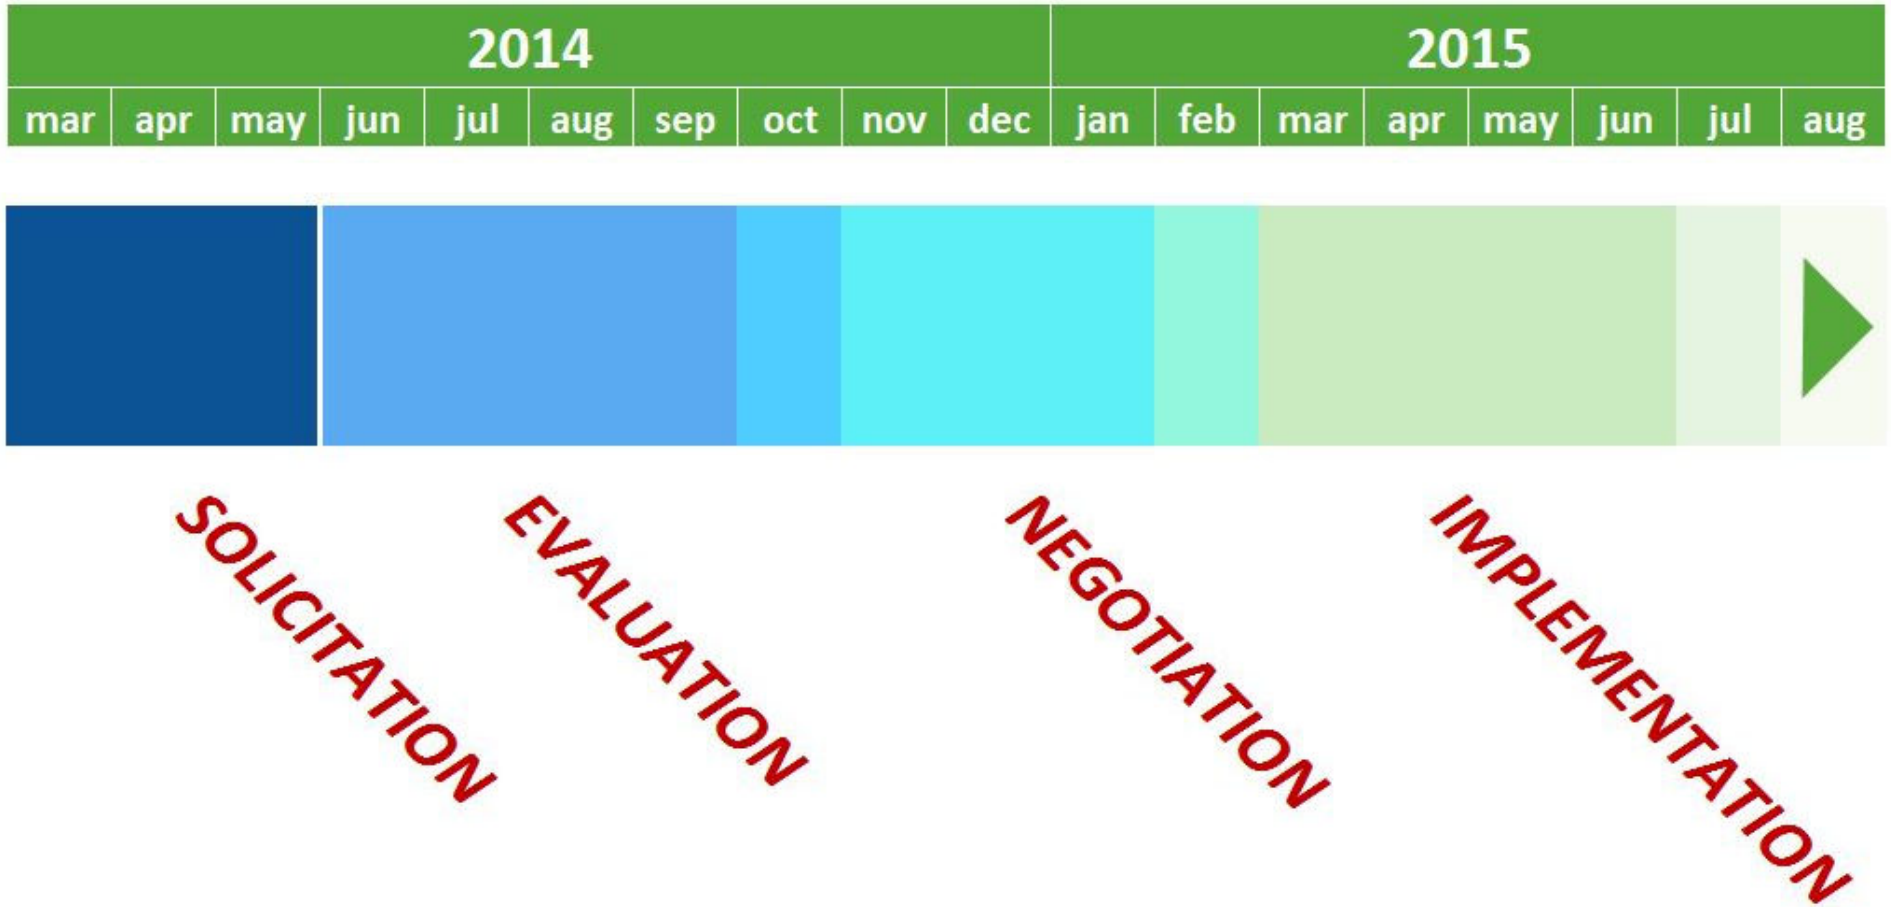 2014 2015
mar apr may jun jul aug sep oct nov dec jan feb mar apr may jun jul aug
SOLICITATION
EVALUATION
NEGOTIATION
IMPLEMENTATION